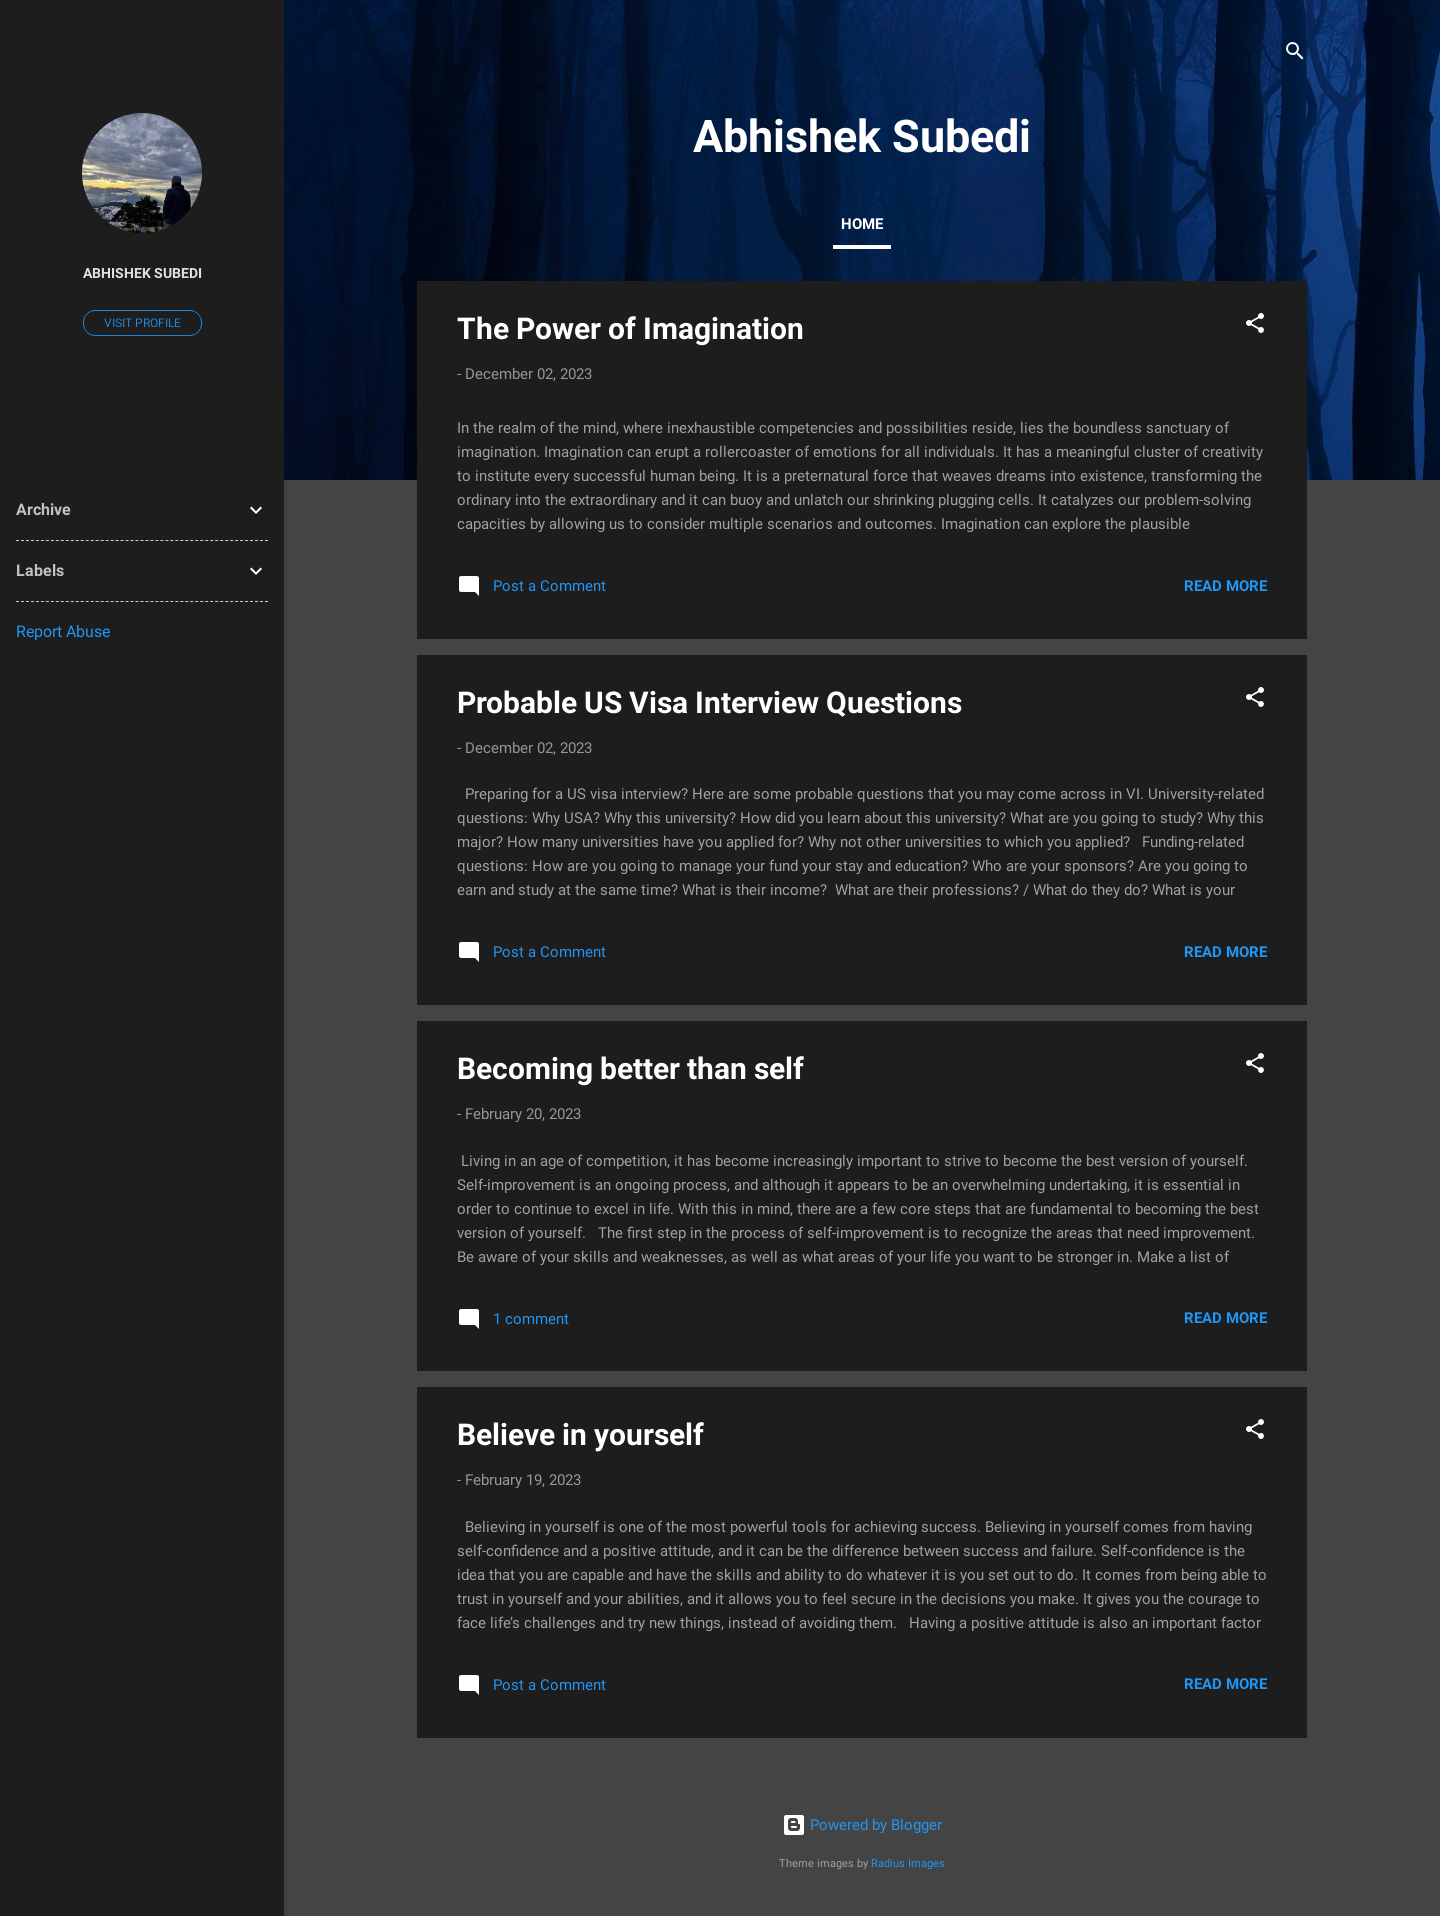 ABHISHEK SUBEDI
VISIT PROFILE
Archive
Labels
Report Abuse
Abhishek Subedi
HOME
The Power of Imagination
- December 02, 2023
In the realm of the mind, where inexhaustible competencies and possibilities reside, lies the boundless sanctuary of
imagination. Imagination can erupt a rollercoaster of emotions for all individuals. It has a meaningful cluster of creativity
to institute every successful human being. It is a preternatural force that weaves dreams into existence, transforming the
ordinary into the extraordinary and it can buoy and unlatch our shrinking plugging cells. It catalyzes our problem-solving
capacities by allowing us to consider multiple scenarios and outcomes. Imagination can explore the plausible
Post a Comment
READ MORE
Probable US Visa Interview Questions
- December 02, 2023
Preparing for a US visa interview? Here are some probable questions that you may come across in VI. University-related
questions: Why USA? Why this university? How did you learn about this university? What are you going to study? Why this
major? How many universities have you applied for? Why not other universities to which you applied? Funding-related
questions: How are you going to manage your fund your stay and education? Who are your sponsors? Are you going to
earn and study at the same time? What is their income? What are their professions? / What do they do? What is your
Post a Comment
READ MORE
Becoming better than self
- February 20, 2023
Living in an age of competition, it has become increasingly important to strive to become the best version of yourself.
Self-improvement is an ongoing process, and although it appears to be an overwhelming undertaking, it is essential in
order to continue to excel in life. With this in mind, there are a few core steps that are fundamental to becoming the best
version of yourself. The first step in the process of self-improvement is to recognize the areas that need improvement.
Be aware of your skills and weaknesses, as well as what areas of your life you want to be stronger in. Make a list of
1 comment
READ MORE
Believe in yourself
- February 19, 2023
Believing in yourself is one of the most powerful tools for achieving success. Believing in yourself comes from having
self-confidence and a positive attitude, and it can be the difference between success and failure. Self-confidence is the
idea that you are capable and have the skills and ability to do whatever it is you set out to do. It comes from being able to
trust in yourself and your abilities, and it allows you to feel secure in the decisions you make. It gives you the courage to
face life’s challenges and try new things, instead of avoiding them. Having a positive attitude is also an important factor
Post a Comment
READ MORE
Powered by Blogger
Theme images by Radius Images